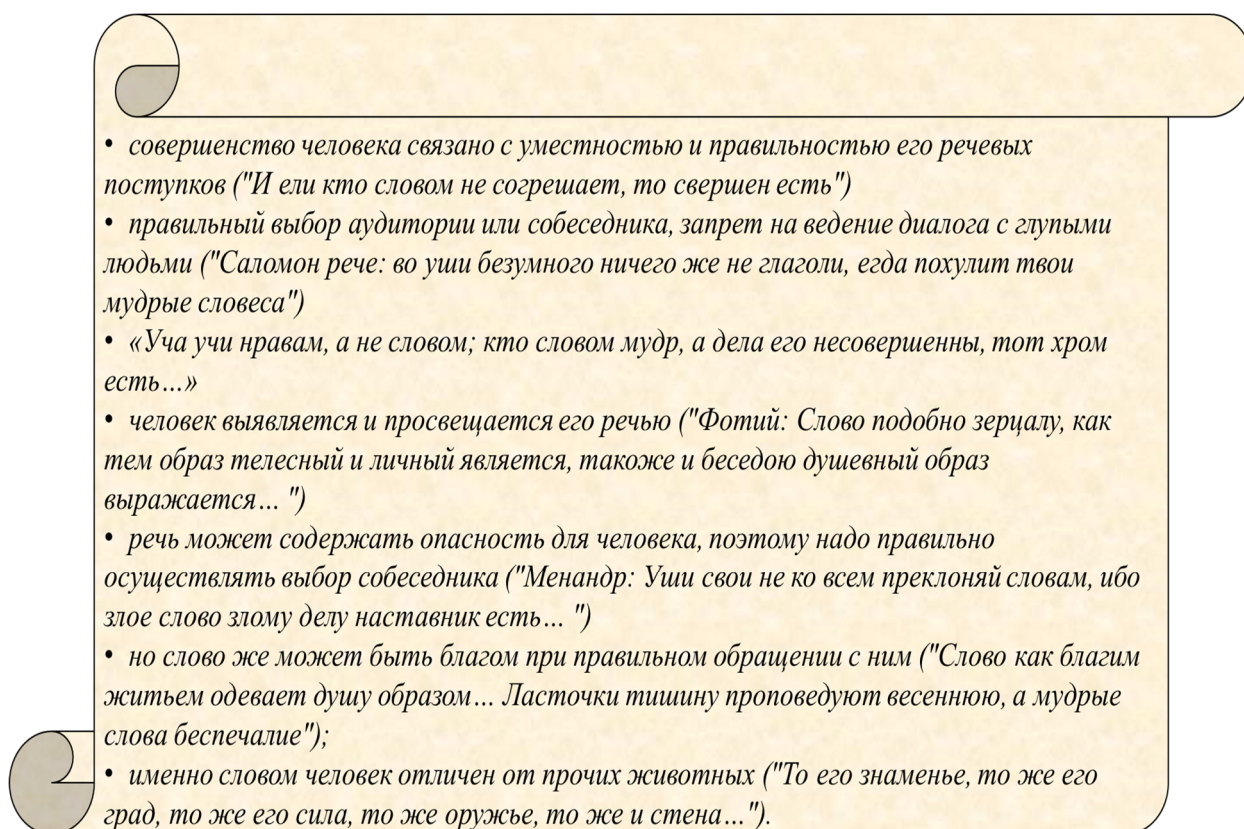 • совершенство человека связано с уместностью и правильностью его речевых
поступков ("И ели кто словом не согрешает, то свершен есть")
• правильный выбор аудитории или собеседника, запрет на ведение диалога с глупыми
людьми ("Саломон рече: во уши безумного ничего же не глаголи, егда похулит твои
мудрые словеса")
• «Уча учи нравам, а не словом; кто словом мудр, а дела его несовершенны, тот хром
есть...»
• человек выявляется и просвещается его речью ("Фотий: Слово подобно зерцалу, как
тем образ телесный и личный является, такоже и беседою душевный образ
выражается... ")
• речь может содержать опасность для человека, поэтому надо правильно
осуществлять выбор собеседника ("Менандр: Уши свои не ко всем преклоняй словам, ибо
злое слово злому делу наставник есть... ")
• но слово же может быть благом при правильном обращении с ним ("Слово как благим
житьем одевает душу образом... Ласточки тишину проповедуют весеннюю, а мудрые
слова беспечалие");
• именно словом человек отличен от прочих животных ("То его знаменье, то же его
град, то же его сила, то же оружье, то же и стена...").